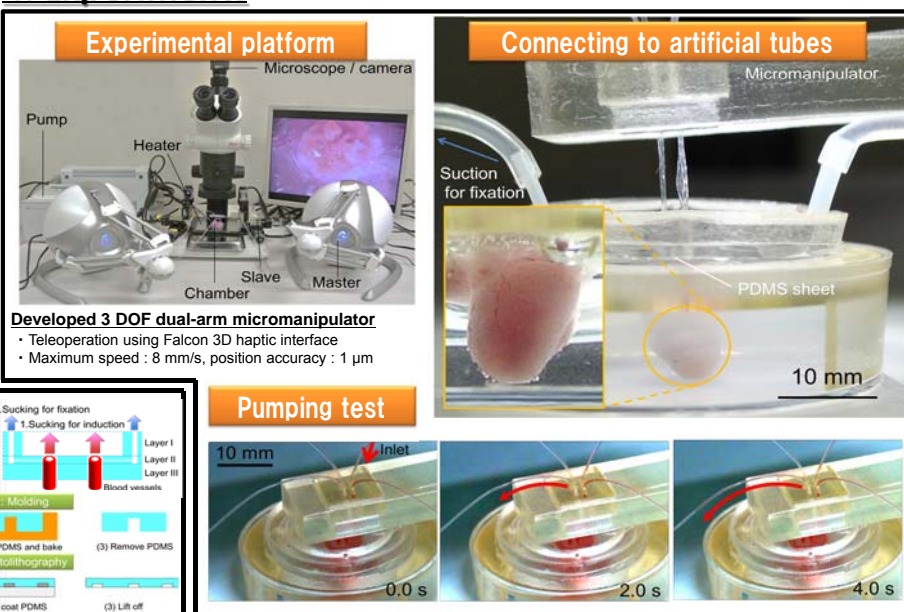 Experimental platform
Microscope / camera
Pump
Heater
Slave
Master
Chamber
Developed 3 DOF dual-arm micromanipulator
・Teleoperation using Falcon 3D haptic interface
・Maximum speed : 8 mm/s, position accuracy : 1 µm
Connecting to artificial tubes
Micromanipulator
Suction
for fixation
PDMS sheet
10 mm
.Sucking for fixation
1.Sucking for induction
Layer I
Layer II
Layer III
Blood vessels
: Molding
PDMS and bake
(3) Remove PDMS
tolithography
coat PDMS
(3) Lift off
Pumping test
10 mm
Inlet
0.0 s
2.0 s
4.0 s